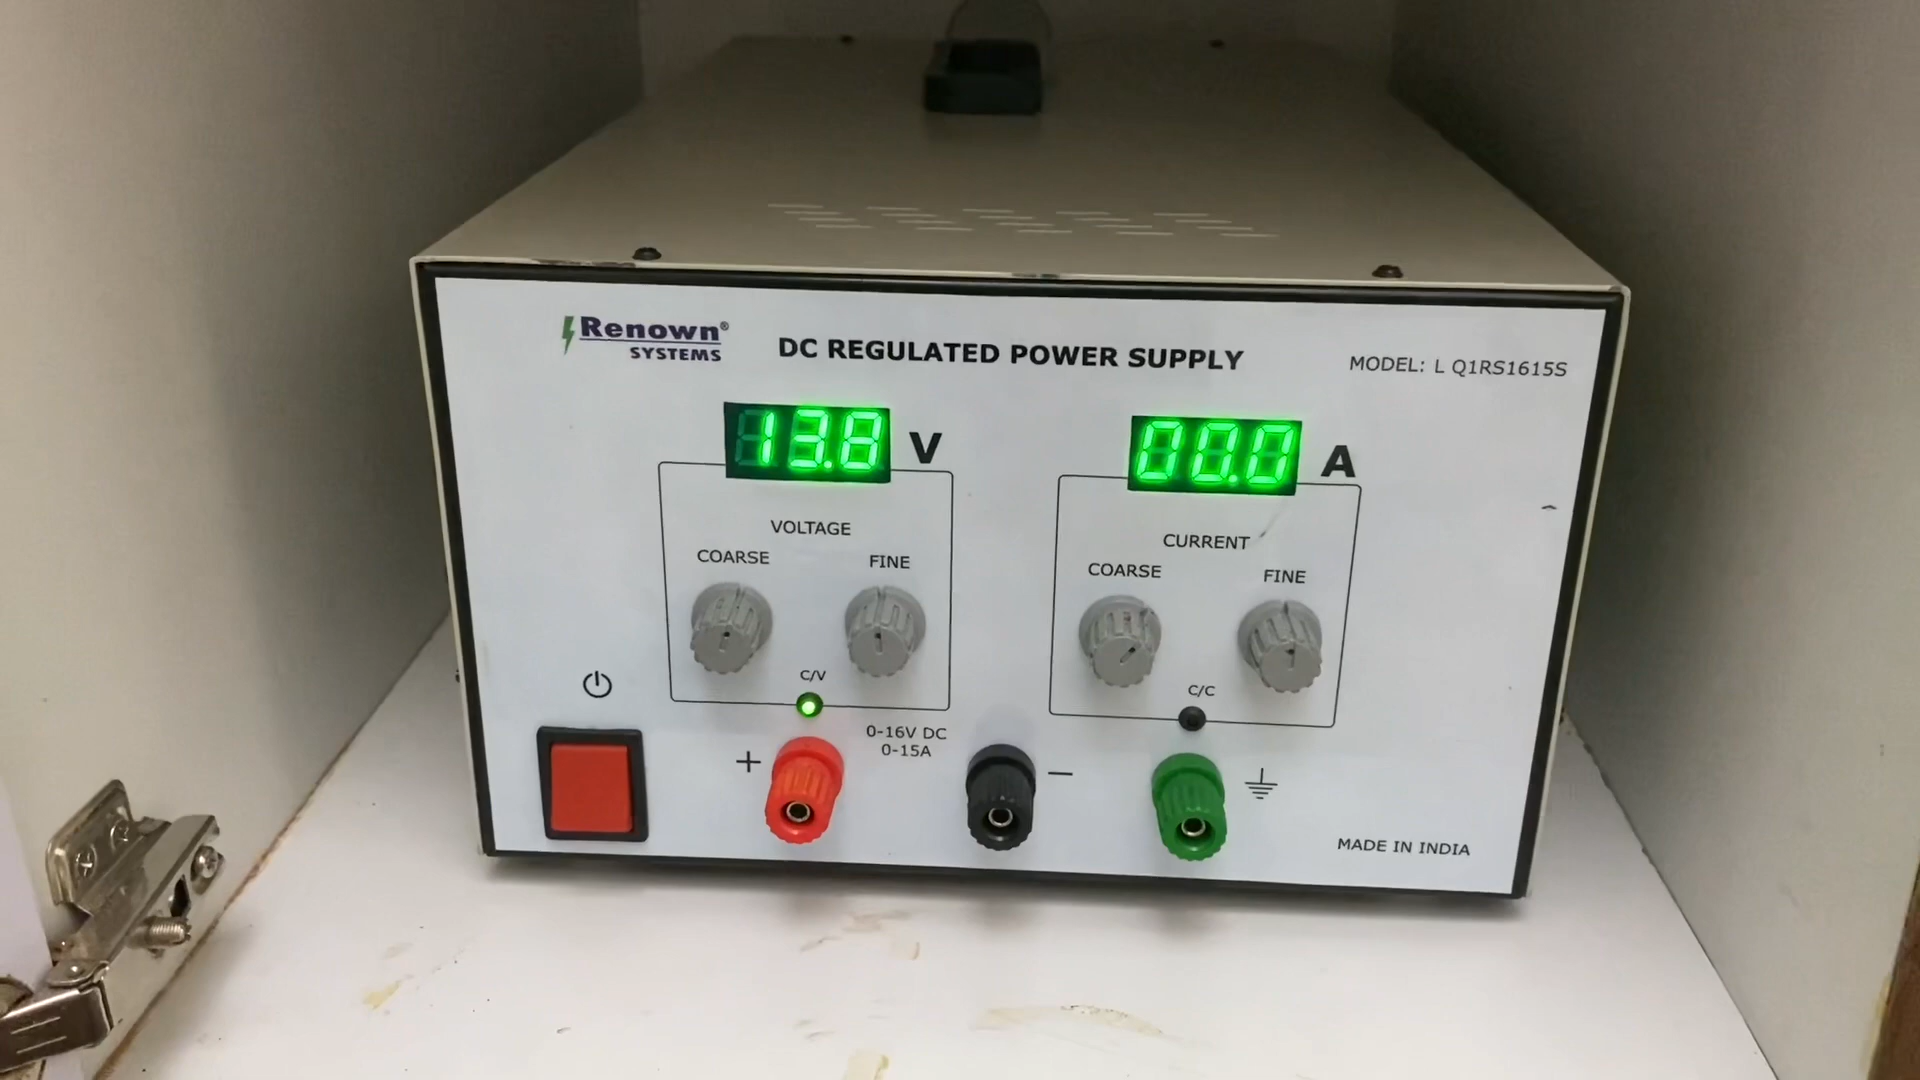 Renown®
SYSTEMS
DC REGULATED POWER SUPPLY
MODEL: L Q1RS1615S
13.8 V
00.0 A
VOLTAGE
COARSE FINE
C/V
CURRENT
COARSE FINE
C/C
+
0-16V DC
0-15A
−
MADE IN INDIA